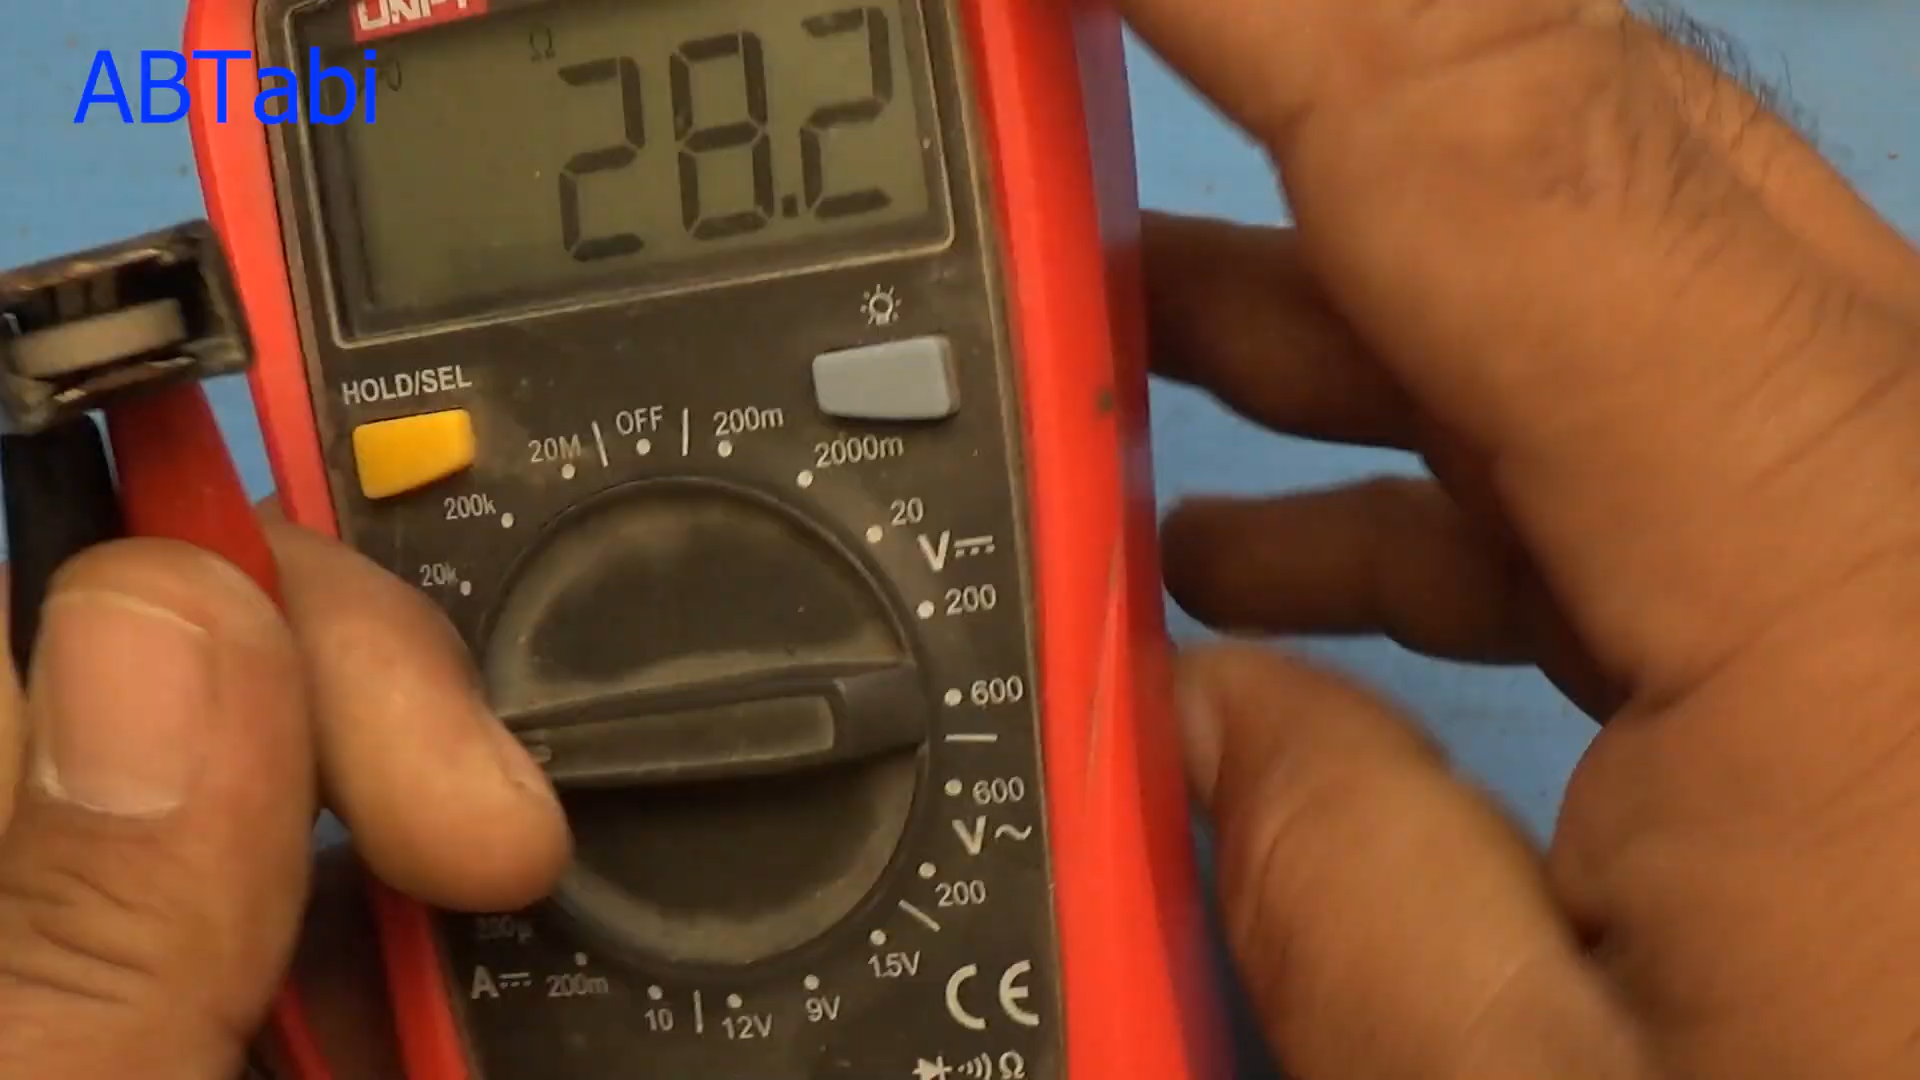 UNI-T
ABTabi
Ω
28.2
HOLD/SEL
20M OFF 200m
2000m
200k
20
20k
V
200
600
600
V~
200
1.5V
A 200m
10 12V 9V
CE
Ω